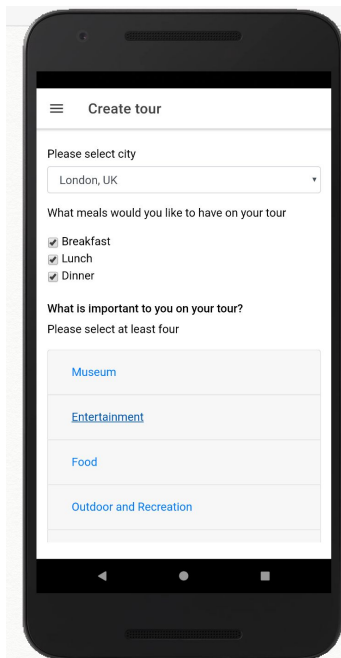 Create tour
Please select city
London, UK
What meals would you like to have on your tour
Breakfast
Lunch
Dinner
What is important to you on your tour?
Please select at least four
Museum
Entertainment
Food
Outdoor and Recreation